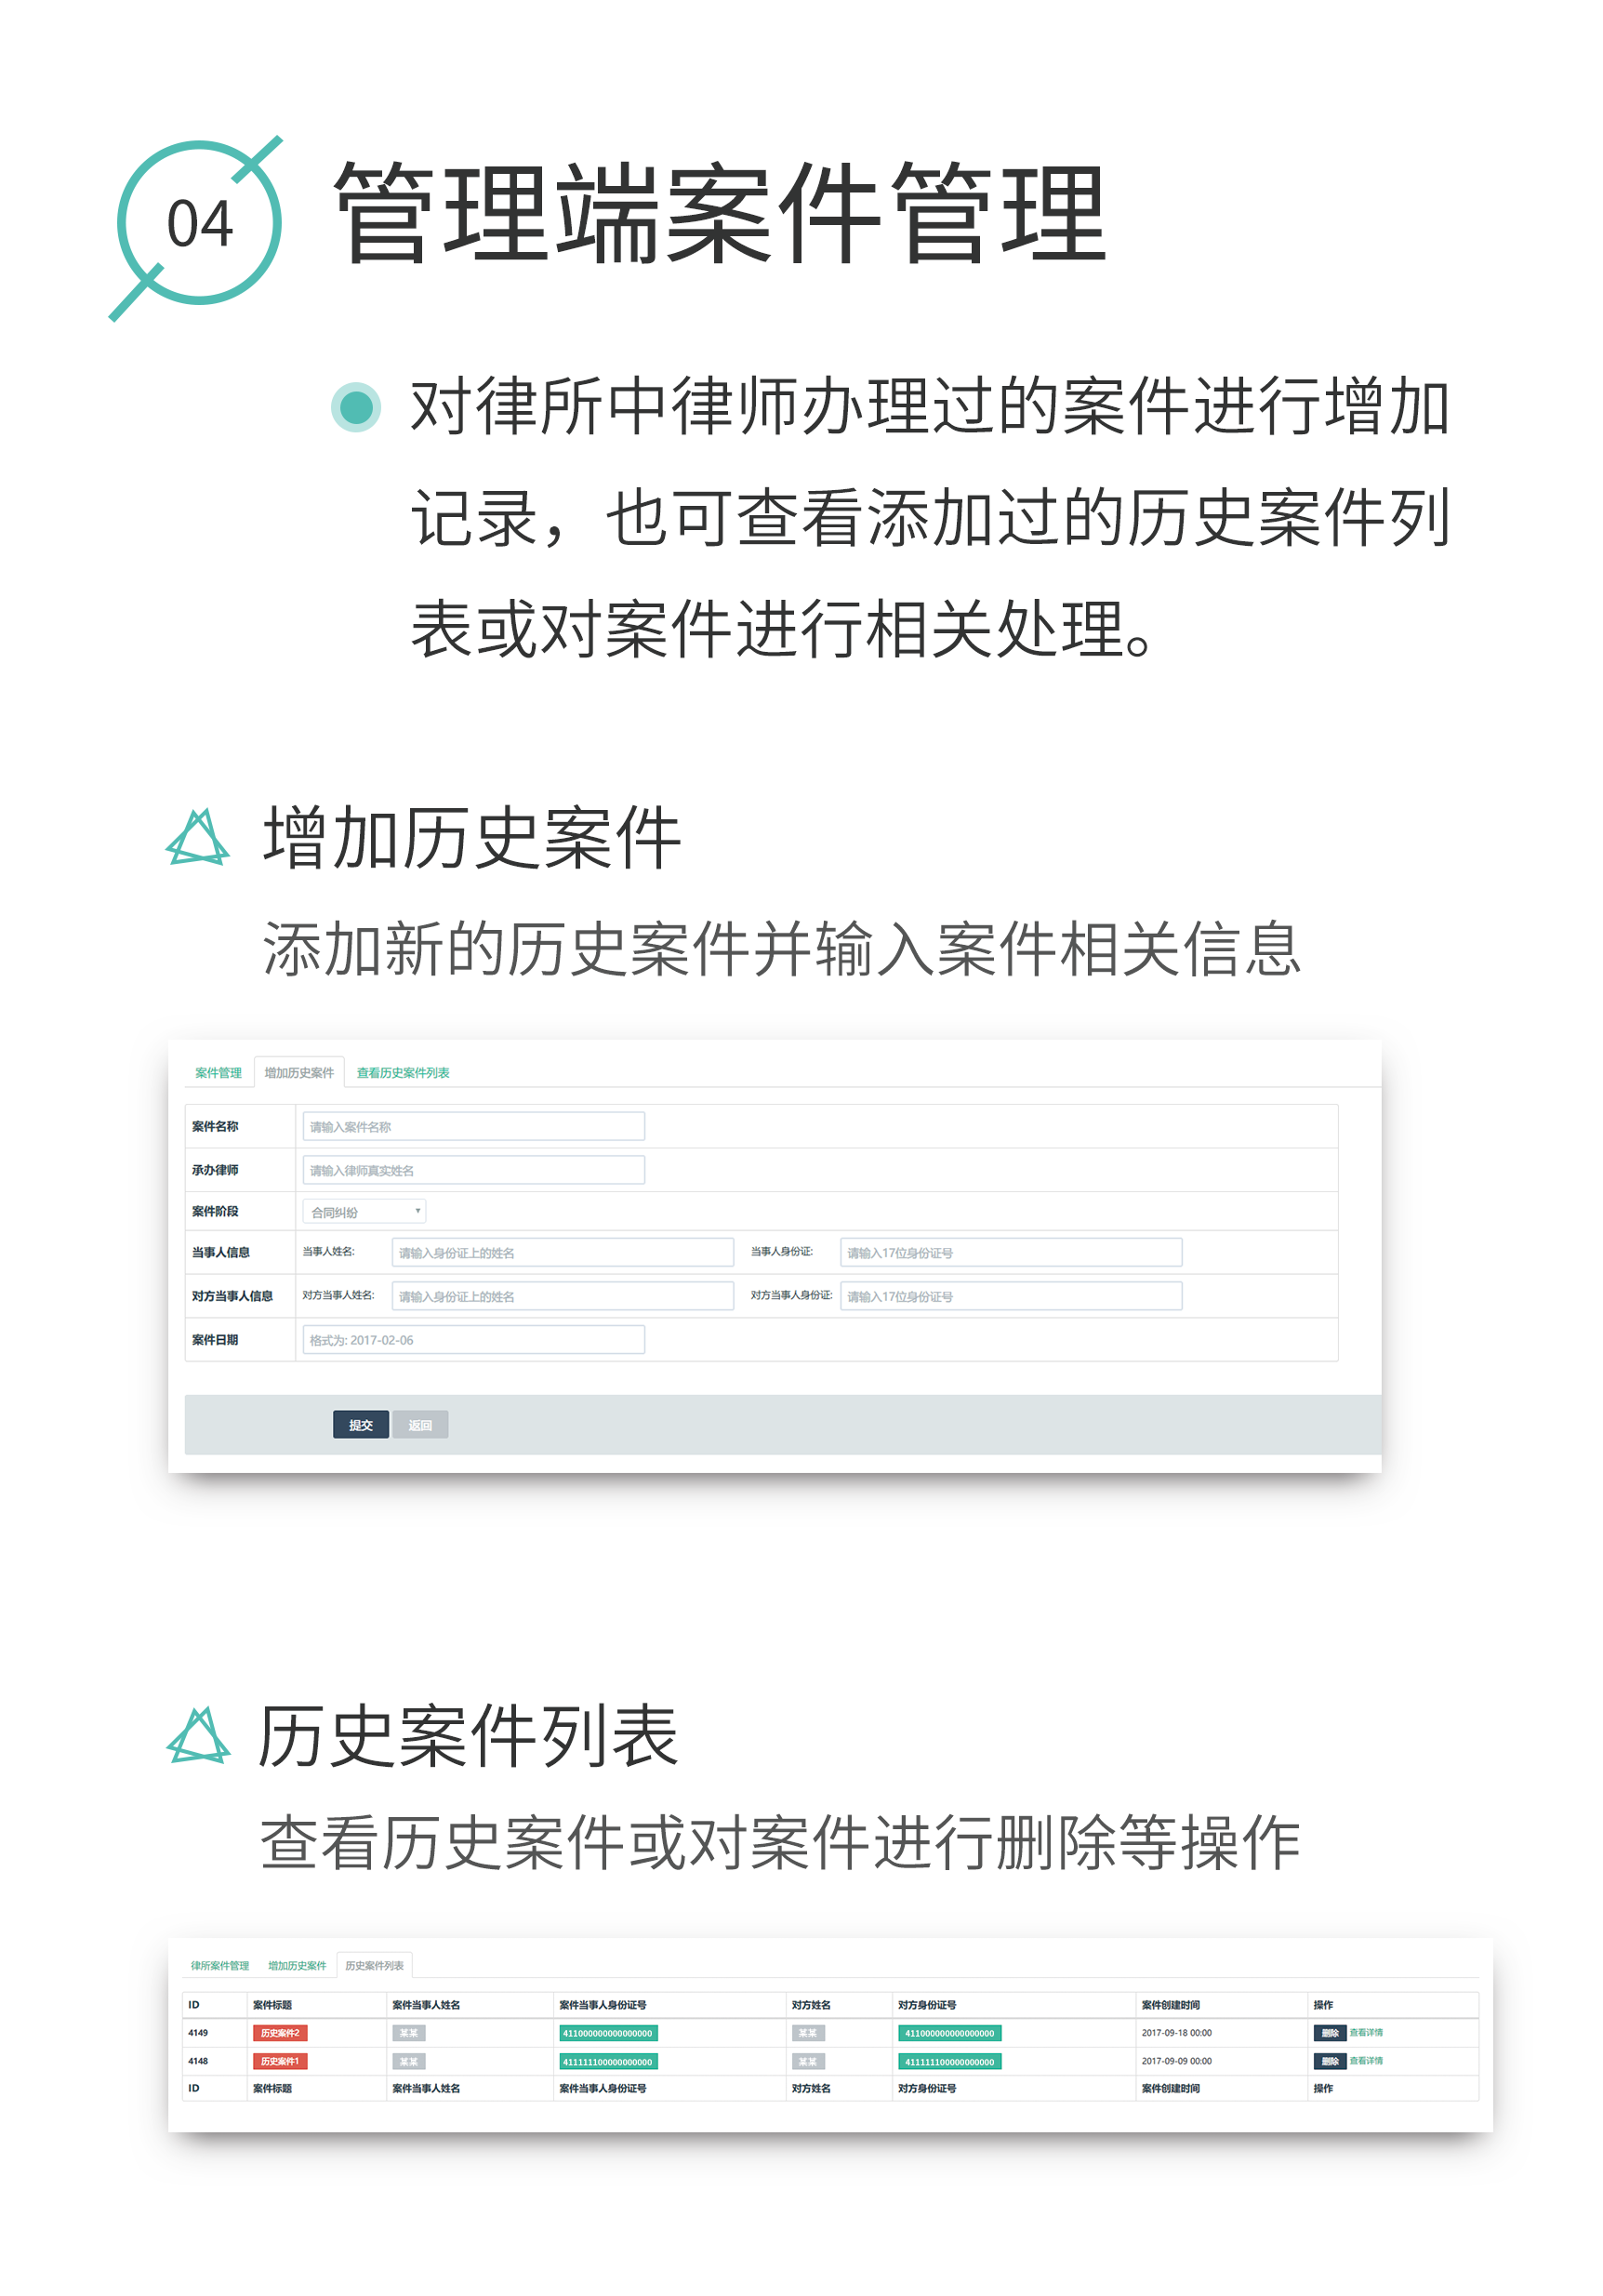 04
管理端案件管理
对律所中律师办理过的案件进行增加
记录，也可查看添加过的历史案件列
表或对案件进行相关处理。
增加历史案件
添加新的历史案件并输入案件相关信息
案件管理 增加历史案件 查看历史案件列表
案件名称 请输入案件名称
承办律师 请输入律师真实姓名
案件阶段 合同纠纷
当事人信息 当事人姓名: 请输入身份证上的姓名 当事人身份证: 请输入17位身份证号
对方当事人信息 对方当事人姓名: 请输入身份证上的姓名 对方当事人身份证: 请输入17位身份证号
案件日期 格式为: 2017-02-06
提交 返回
历史案件列表
查看历史案件或对案件进行删除等操作
律所案件管理 增加历史案件 历史案件列表
ID 案件标题 案件当事人姓名 案件当事人身份证号 对方姓名 对方身份证号 案件创建时间 操作
4149 历史案件2 某某 411000000000000000 某某 411000000000000000 2017-09-18 00:00 删除 查看详情
4148 历史案件1 某某 411111100000000000 某某 411111100000000000 2017-09-09 00:00 删除 查看详情
ID 案件标题 案件当事人姓名 案件当事人身份证号 对方姓名 对方身份证号 案件创建时间 操作